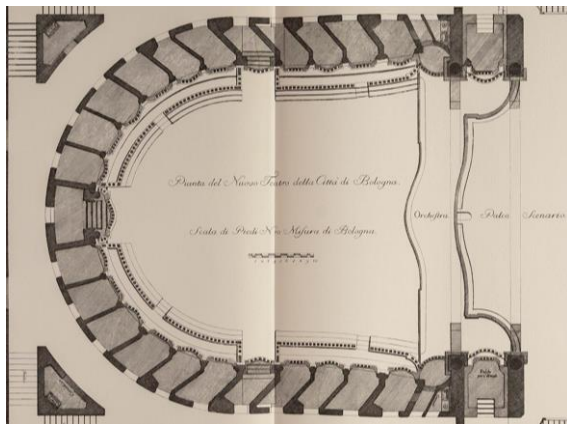 Pianta del Nuovo Teatro della Città di Bologna.
Scala di Piedi N.º Misura di Bologna.
Orchestra
Palco
Scenario